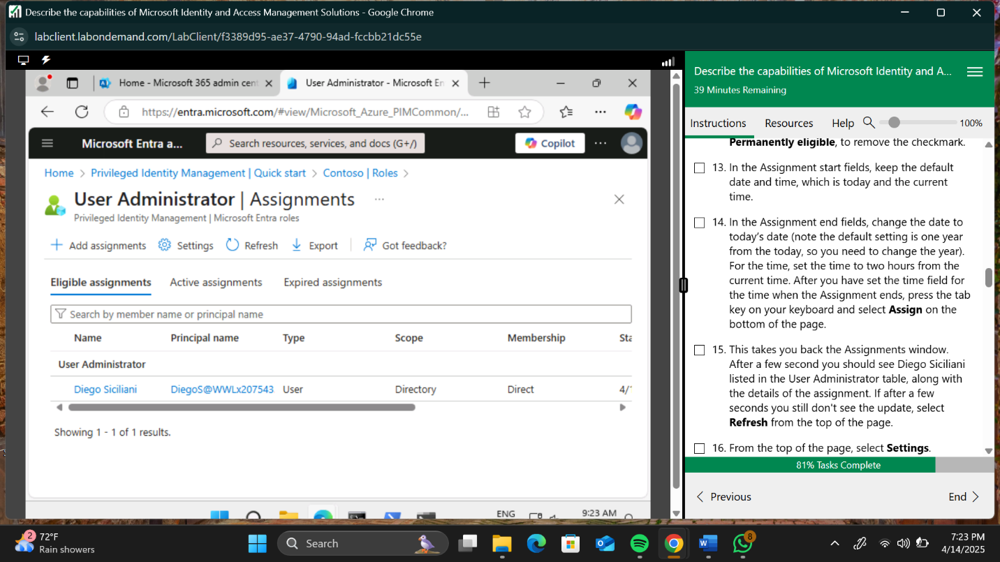 Describe the capabilities of Microsoft Identity and Access Management Solutions - Google Chrome
labclient.labondemand.com/LabClient/f3389d95-ae37-4790-94ad-fccbb21dc55e
Home - Microsoft 365 admin cent
User Administrator - Microsoft En
https://entra.microsoft.com/#view/Microsoft_Azure_PIMCommon/...
Microsoft Entra a...
Search resources, services, and docs (G+/)
Copilot
Home > Privileged Identity Management | Quick start > Contoso | Roles >
User Administrator | Assignments ...
Privileged Identity Management | Microsoft Entra roles
Add assignments
Settings
Refresh
Export
Got feedback?
Eligible assignments
Active assignments
Expired assignments
Search by member name or principal name
Name Principal name Type Scope Membership Sta
User Administrator
Diego Siciliani DiegoS@WWLx207543 User Directory Direct 4/
Showing 1 - 1 of 1 results.
ENG
9:23 AM
Describe the capabilities of Microsoft Identity and A...
39 Minutes Remaining
Instructions
Resources
Help
100%
Permanently eligible, to remove the checkmark.
13. In the Assignment start fields, keep the default
date and time, which is today and the current
time.
14. In the Assignment end fields, change the date to
today's date (note the default setting is one year
from the today, so you need to change the year).
For the time, set the time to two hours from the
current time. After you have set the time field for
the time when the Assignment ends, press the tab
key on your keyboard and select Assign on the
bottom of the page.
15. This takes you back the Assignments window.
After a few second you should see Diego Siciliani
listed in the User Administrator table, along with
the details of the assignment. If after a few
seconds you still don't see the update, select
Refresh from the top of the page.
16. From the top of the page, select Settings.
81% Tasks Complete
< Previous
End >
2
72°F
Rain showers
Search
8
7:23 PM
4/14/2025